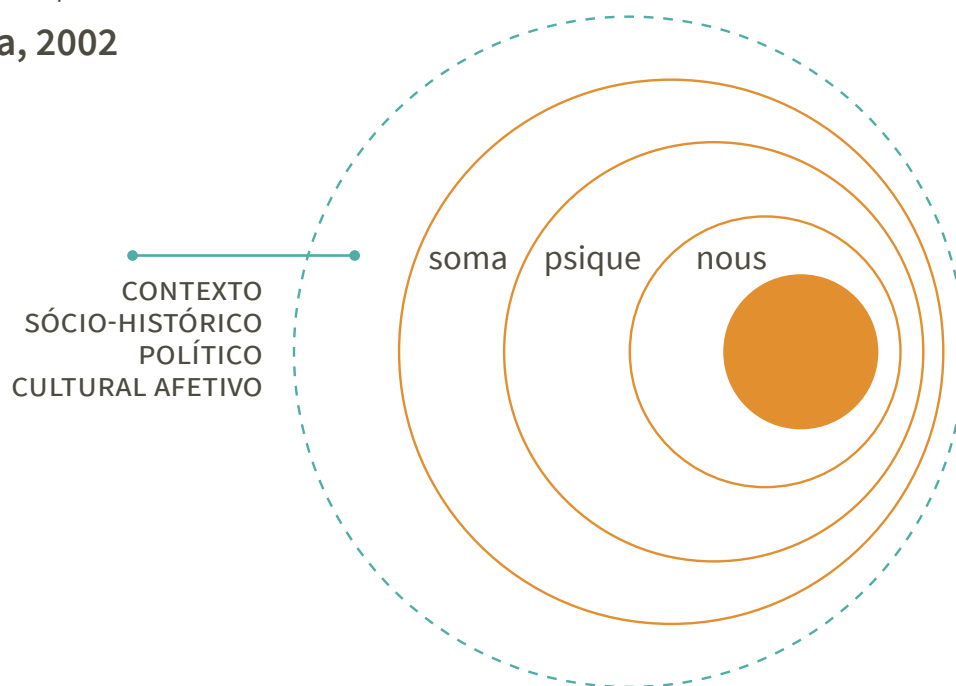 a, 2002
soma psique nous
CONTEXTO
SÓCIO-HISTÓRICO
POLÍTICO
CULTURAL AFETIVO